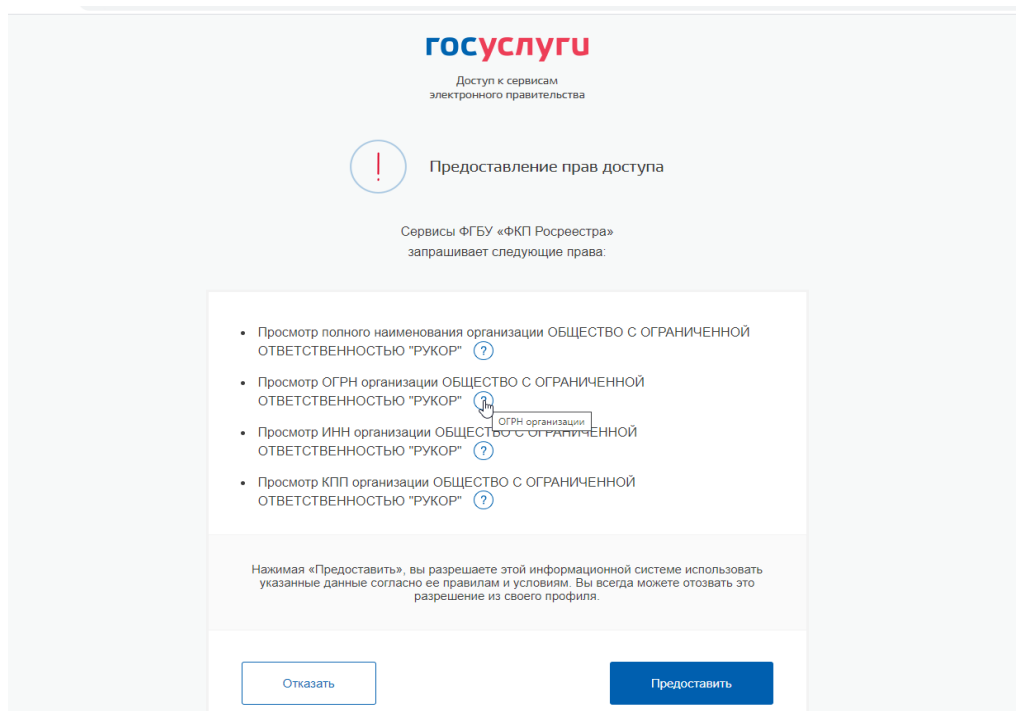 госуслуги
Доступ к сервисам
электронного правительства
!
Предоставление прав доступа
Сервисы ФГБУ «ФКП Росреестра»
запрашивает следующие права:
• Просмотр полного наименования организации ОБЩЕСТВО С ОГРАНИЧЕННОЙ
ОТВЕТСТВЕННОСТЬЮ "РУКОР" ?
• Просмотр ОГРН организации ОБЩЕСТВО С ОГРАНИЧЕННОЙ
ОТВЕТСТВЕННОСТЬЮ "РУКОР" ?
ОГРН организации
• Просмотр ИНН организации ОБЩЕСТВО С ОГРАНИЧЕННОЙ
ОТВЕТСТВЕННОСТЬЮ "РУКОР" ?
• Просмотр КПП организации ОБЩЕСТВО С ОГРАНИЧЕННОЙ
ОТВЕТСТВЕННОСТЬЮ "РУКОР" ?
Нажимая «Предоставить», вы разрешаете этой информационной системе использовать
указанные данные согласно ее правилам и условиям. Вы всегда можете отозвать это
разрешение из своего профиля.
Отказать
Предоставить